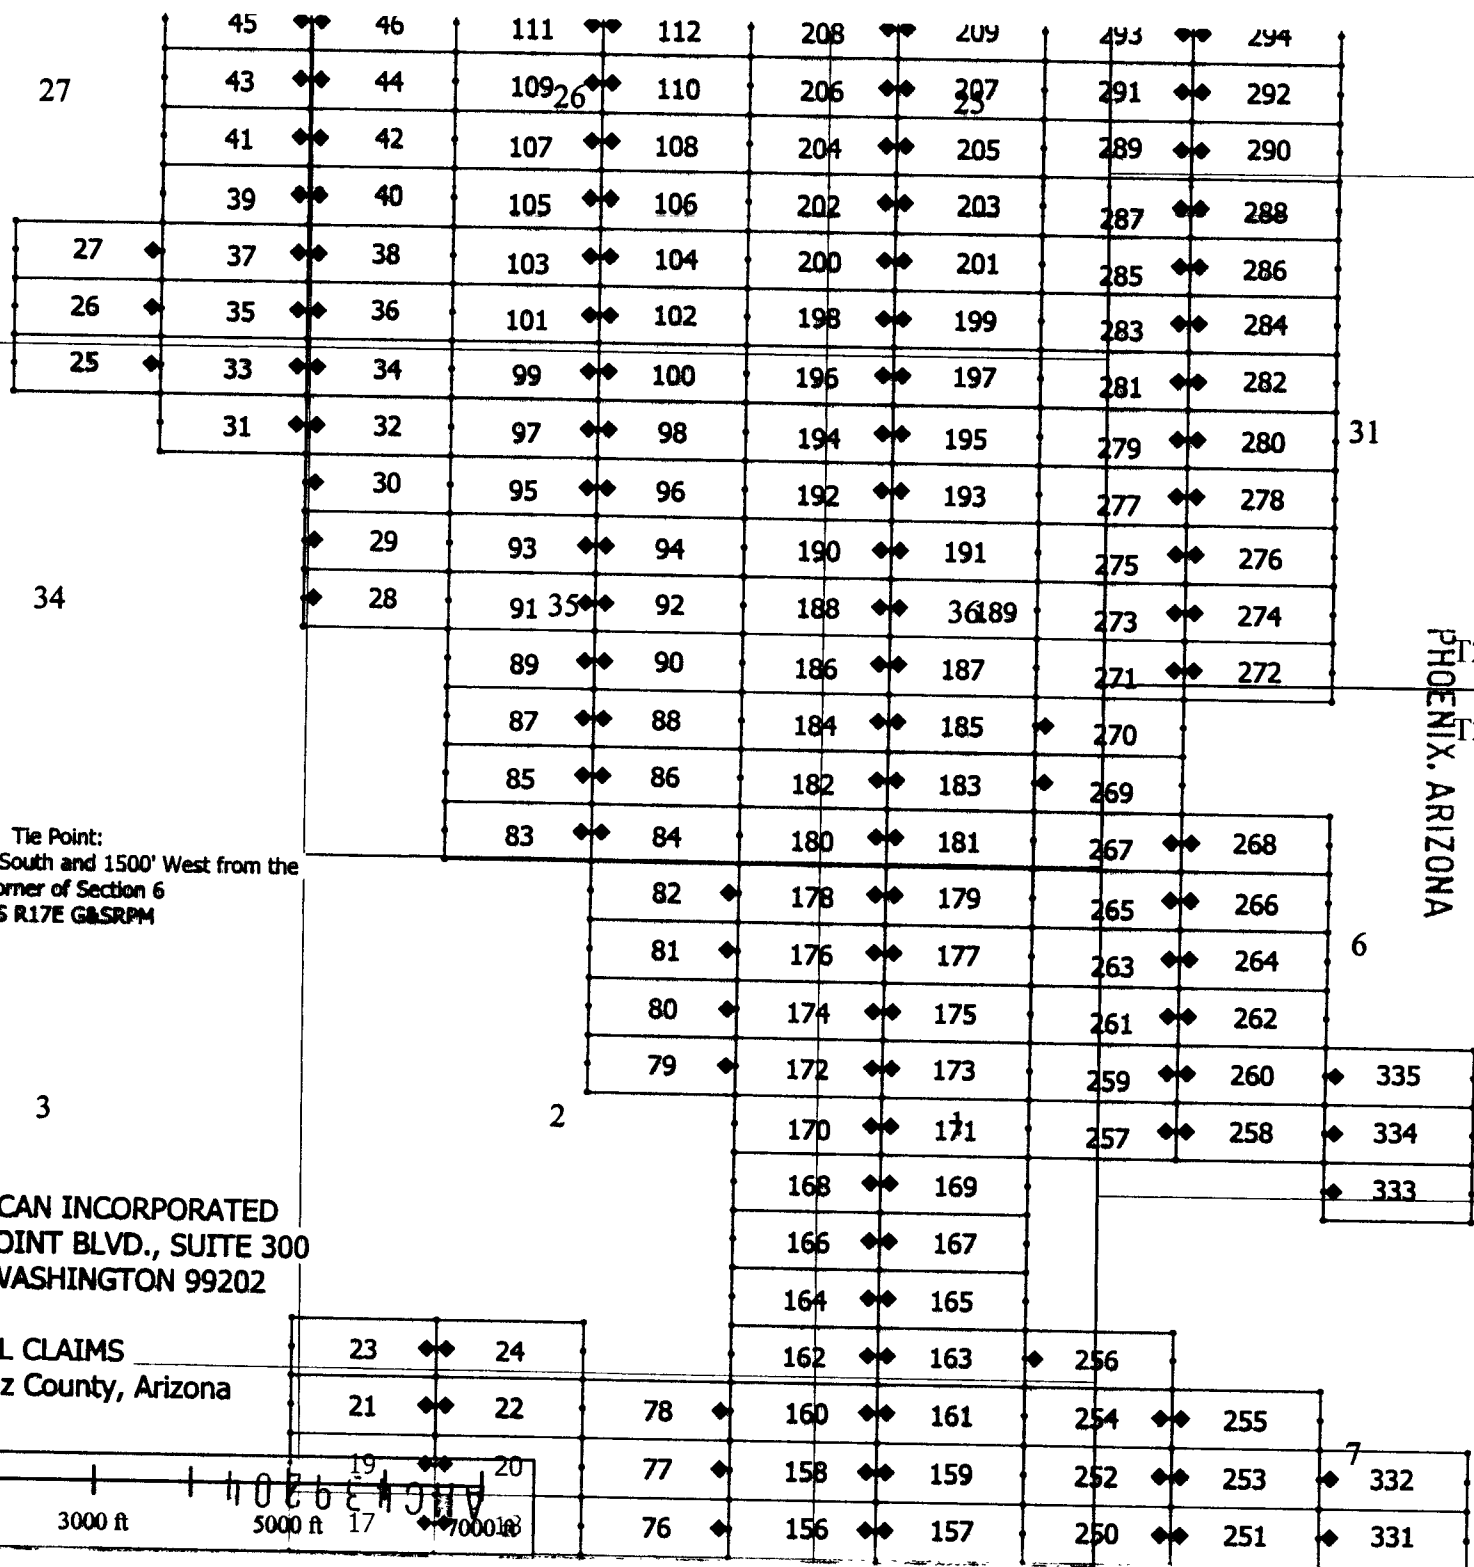 45 46 111 112 208 209 293 294
27 43 44 109 26 110 206 207 25 291 292
41 42 107 108 204 205 289 290
39 40 105 106 202 203 287 288
27 37 38 103 104 200 201 285 286
26 35 36 101 102 198 199 283 284
25 33 34 99 100 196 197 281 282
31 32 97 98 194 195 279 280 31
30 95 96 192 193 277 278
29 93 94 190 191 275 276
34 28 91 35 92 188 36 189 273 274
89 90 186 187 271 272
87 88 184 185 270
85 86 182 183 269
83 84 180 181 267 268
82 178 179 265 266
81 176 177 263 264 6
80 174 175 261 262
79 172 173 259 260 335
3 2 170 171 1 257 258 334
168 169 333
166 167
164 165
23 24 162 163 256
21 22 78 160 161 254 255
19 20 77 158 159 252 253 7 332
17 18 76 156 157 250 251 331
PHOENIX, ARIZONA
Tie Point:
South and 1500' West from the
orner of Section 6
S R17E G&SRPM
CAN INCORPORATED
OINT BLVD., SUITE 300
WASHINGTON 99202
L CLAIMS
z County, Arizona
3000 ft 5000 ft 7000 ft